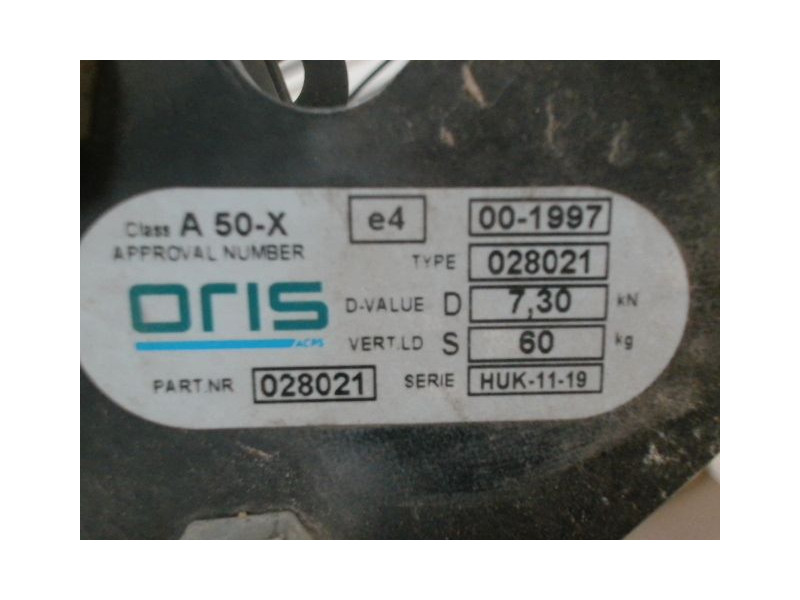 Class A 50-X e4 00-1997
APPROVAL NUMBER
TYPE 028021
oris
ACPS
D-VALUE D 7,30 kN
VERT.LD S 60 kg
PART.NR 028021 SERIE HUK-11-19